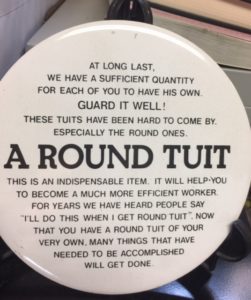 AT LONG LAST,
WE HAVE A SUFFICIENT QUANTITY
FOR EACH OF YOU TO HAVE HIS OWN.
GUARD IT WELL!
THESE TUITS HAVE BEEN HARD TO COME BY.
ESPECIALLY THE ROUND ONES.
A ROUND TUIT
THIS IS AN INDISPENSABLE ITEM. IT WILL HELP YOU
TO BECOME A MUCH MORE EFFICIENT WORKER.
FOR YEARS WE HAVE HEARD PEOPLE SAY
"I'LL DO THIS WHEN I GET ROUND TUIT". NOW
THAT YOU HAVE A ROUND TUIT OF YOUR
VERY OWN, MANY THINGS THAT HAVE
NEEDED TO BE ACCOMPLISHED
WILL GET DONE.